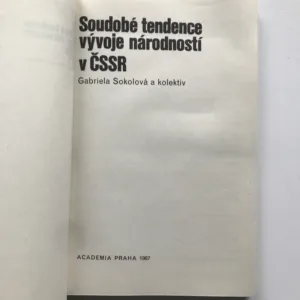 Soudobé tendence
vývoje národností
v ČSSR
Gabriela Sokolová a kolektiv
ACADEMIA PRAHA 1987